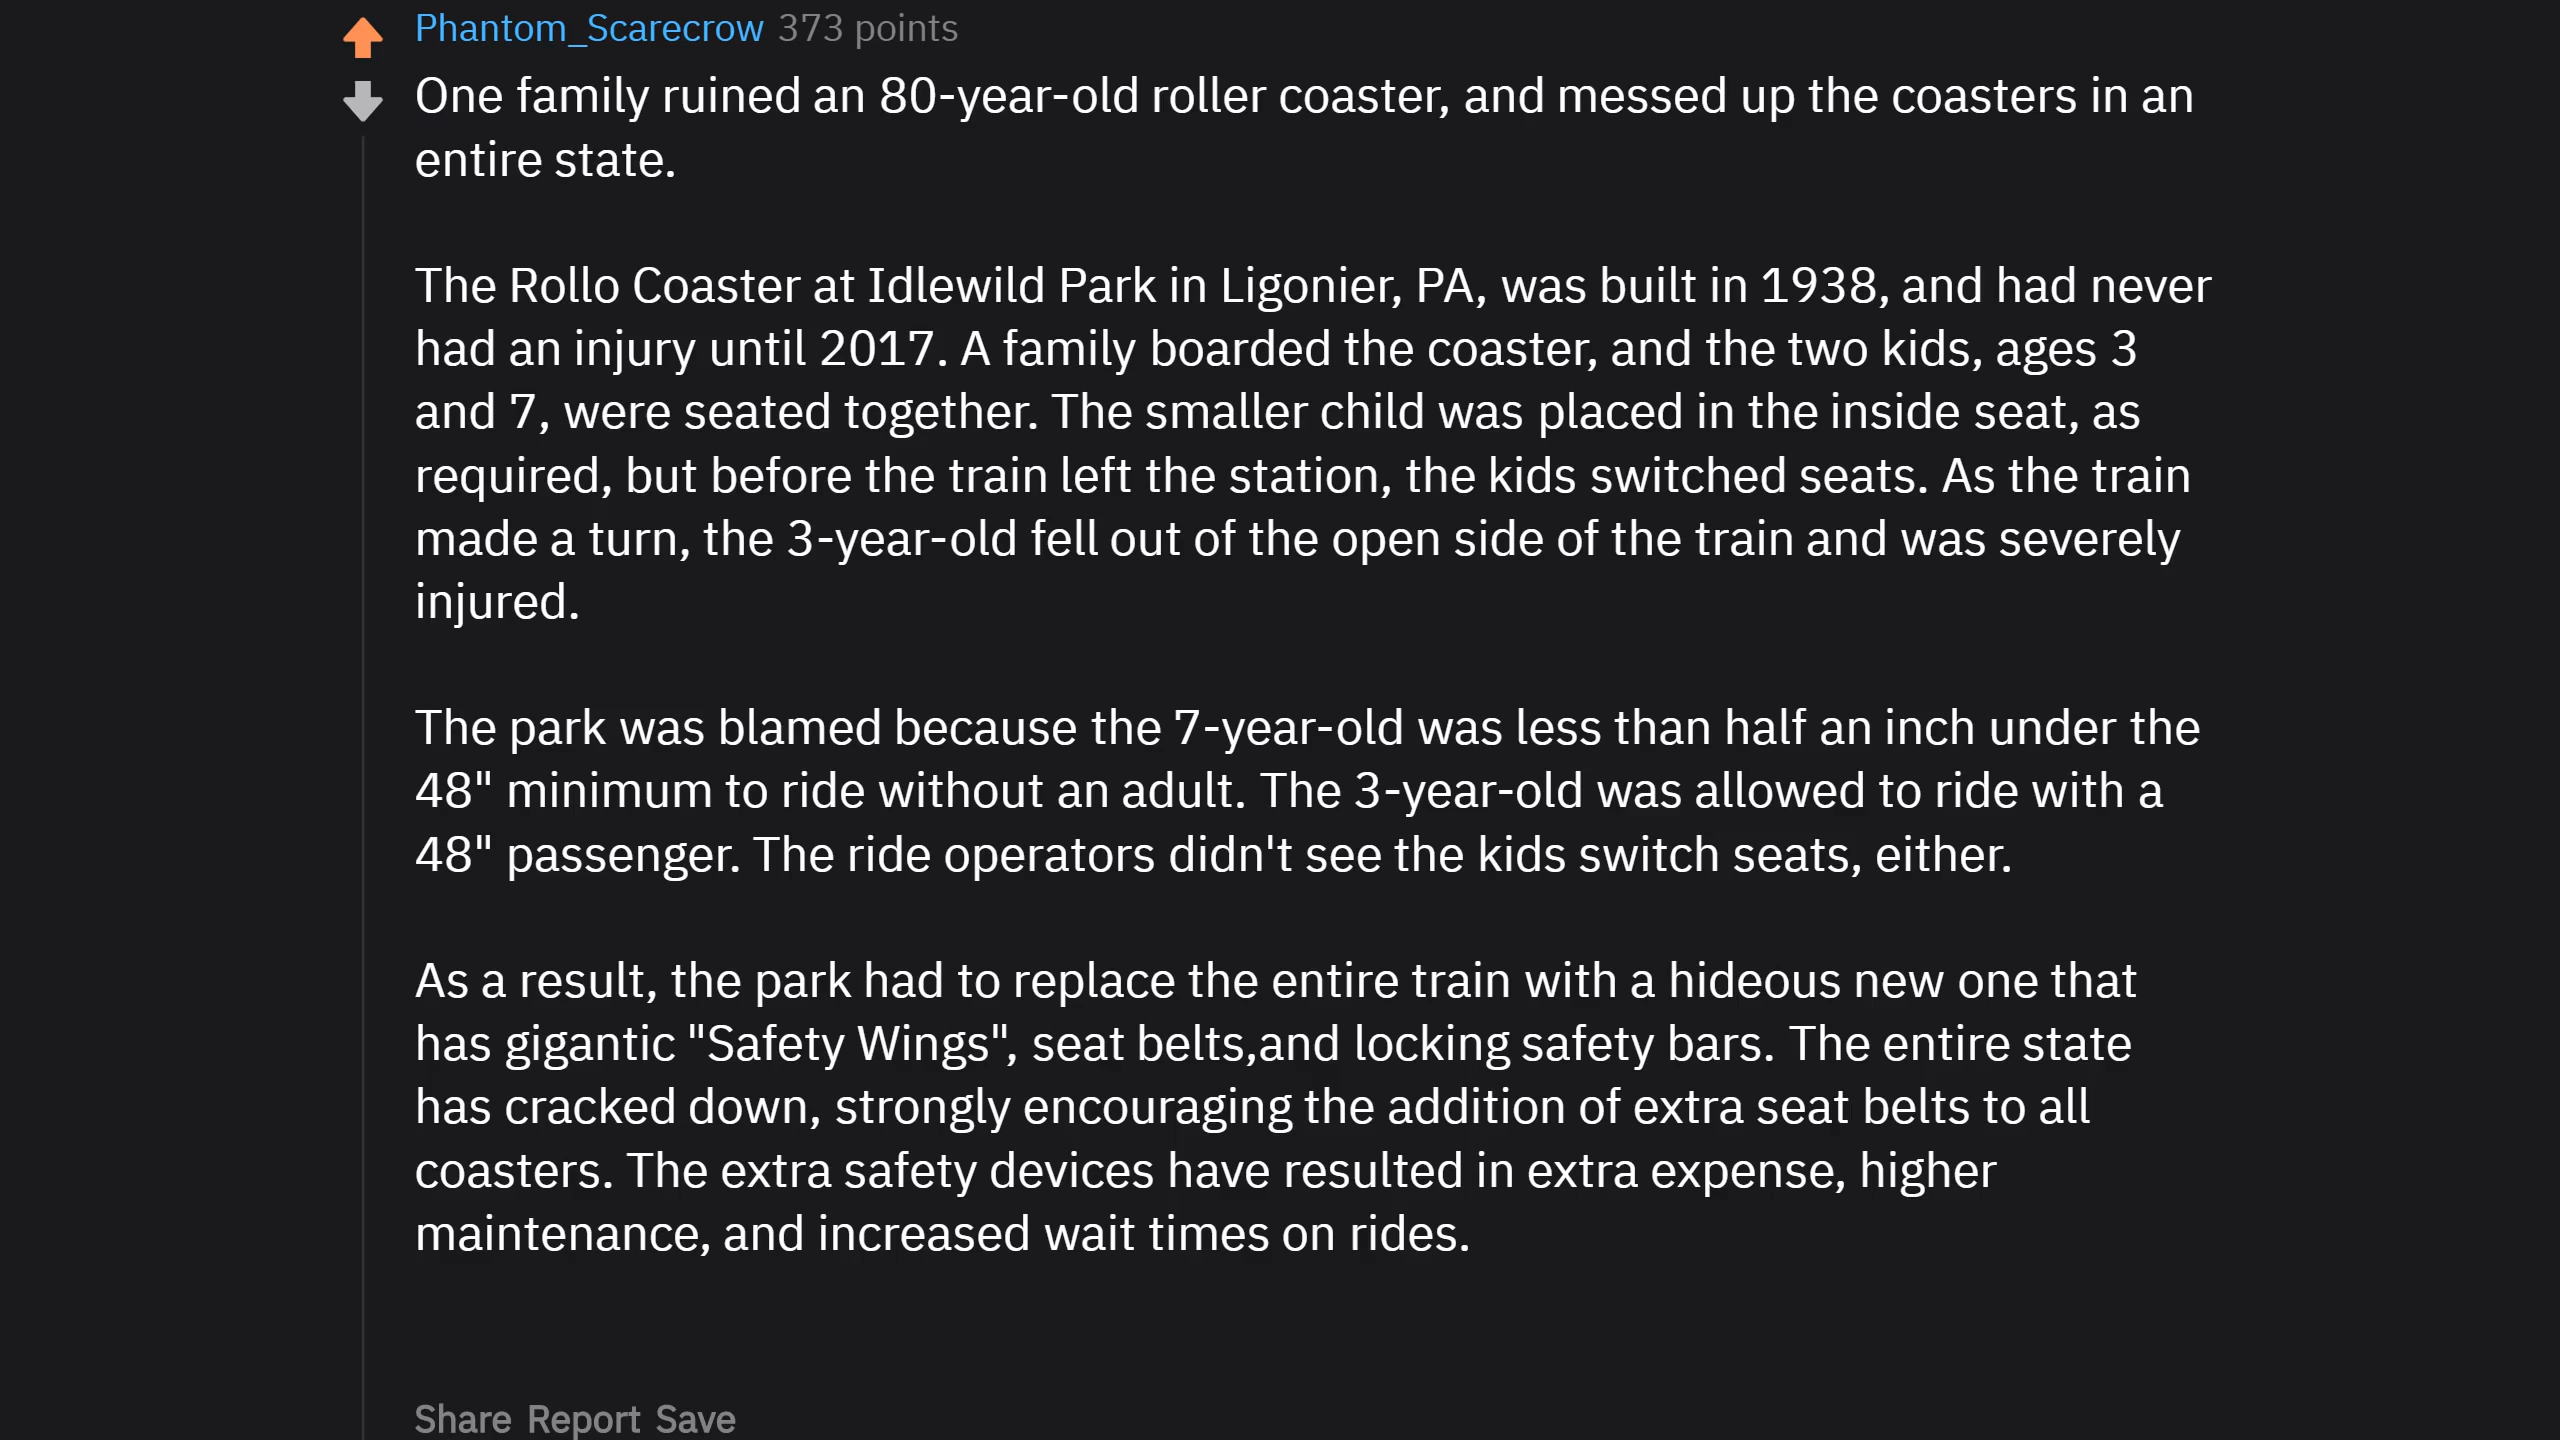 Phantom_Scarecrow 373 points
One family ruined an 80-year-old roller coaster, and messed up the coasters in an
entire state.
The Rollo Coaster at Idlewild Park in Ligonier, PA, was built in 1938, and had never
had an injury until 2017. A family boarded the coaster, and the two kids, ages 3
and 7, were seated together. The smaller child was placed in the inside seat, as
required, but before the train left the station, the kids switched seats. As the train
made a turn, the 3-year-old fell out of the open side of the train and was severely
injured.
The park was blamed because the 7-year-old was less than half an inch under the
48" minimum to ride without an adult. The 3-year-old was allowed to ride with a
48" passenger. The ride operators didn't see the kids switch seats, either.
As a result, the park had to replace the entire train with a hideous new one that
has gigantic "Safety Wings", seat belts,and locking safety bars. The entire state
has cracked down, strongly encouraging the addition of extra seat belts to all
coasters. The extra safety devices have resulted in extra expense, higher
maintenance, and increased wait times on rides.
Share Report Save